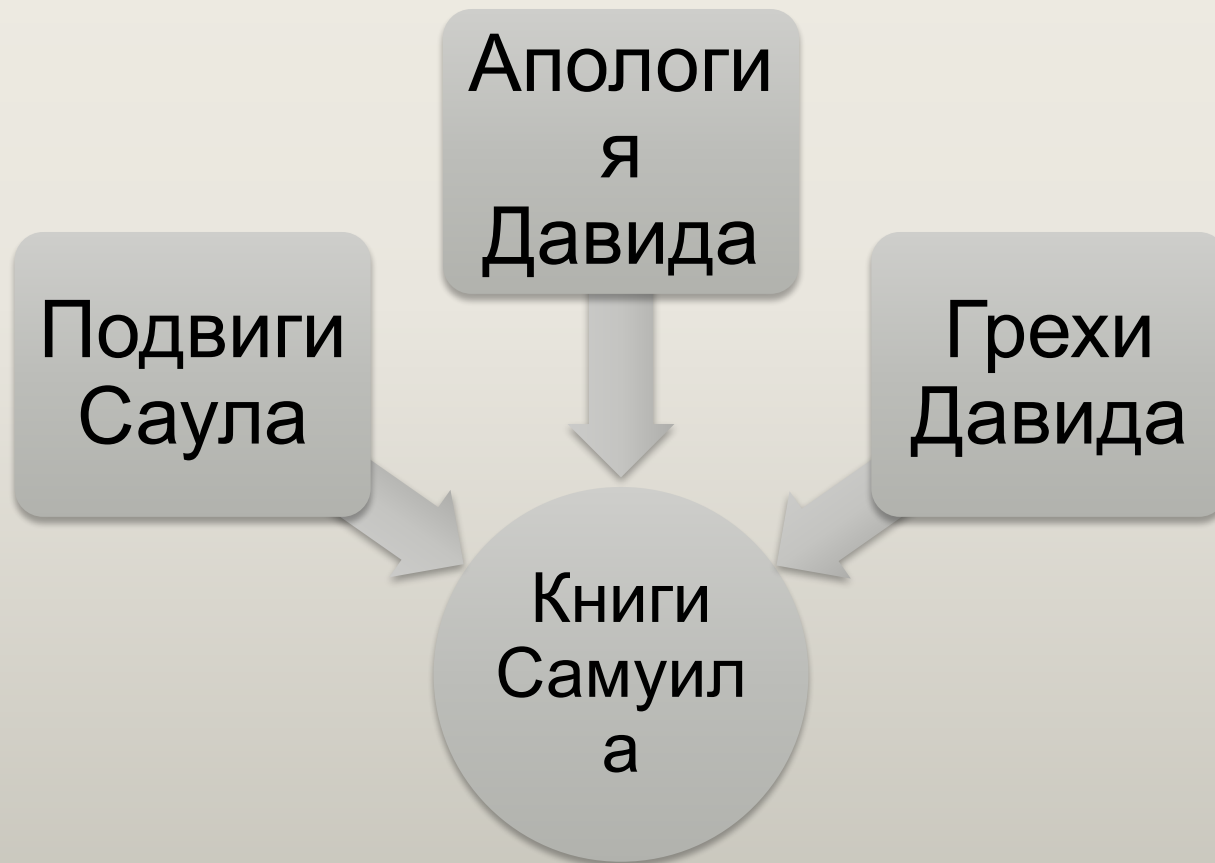 Апологи
я
Давида
Подвиги
Саула
Грехи
Давида
Книги
Самуил
а